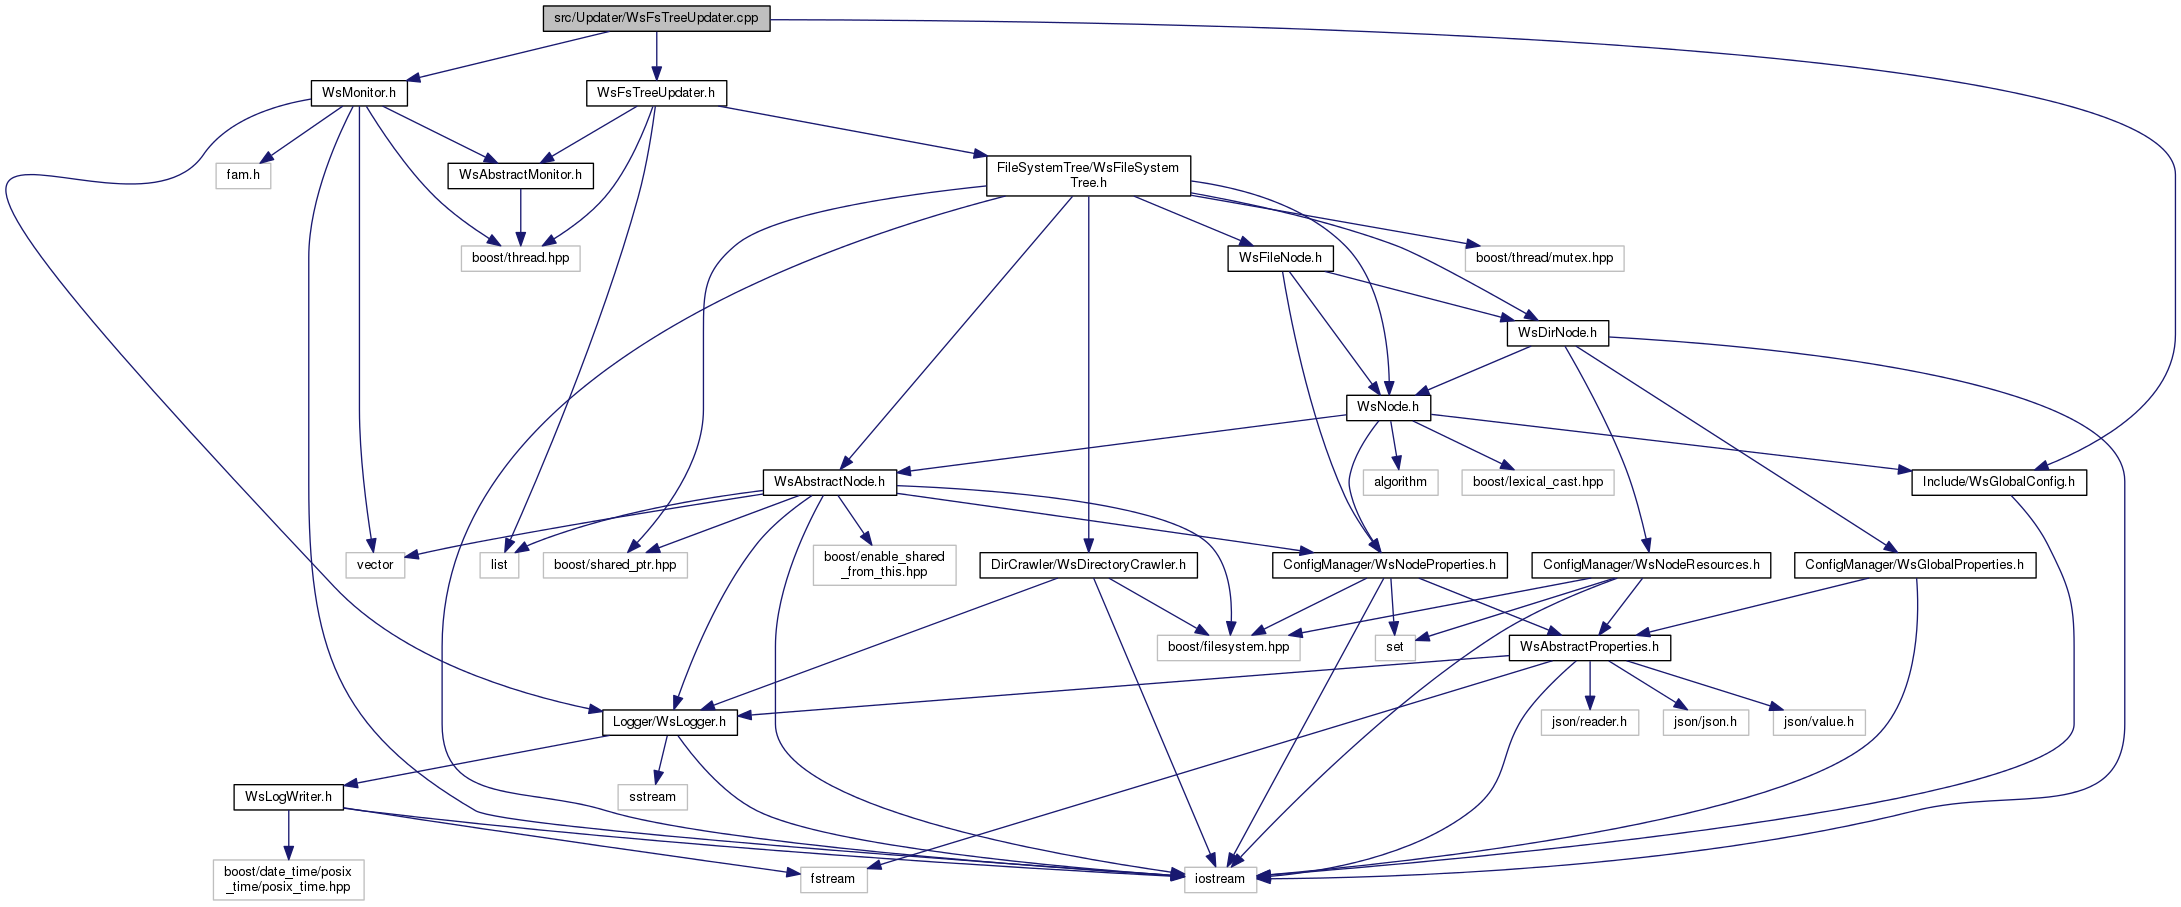 src/Updater/WsFsTreeUpdater.cpp
WsMonitor.h
WsFsTreeUpdater.h
fam.h
WsAbstractMonitor.h
FileSystemTree/WsFileSystem
Tree.h
boost/thread.hpp
WsFileNode.h
boost/thread/mutex.hpp
WsDirNode.h
WsNode.h
WsAbstractNode.h
algorithm
boost/lexical_cast.hpp
Include/WsGlobalConfig.h
vector
list
boost/shared_ptr.hpp
boost/enable_shared
_from_this.hpp
DirCrawler/WsDirectoryCrawler.h
ConfigManager/WsNodeProperties.h
ConfigManager/WsNodeResources.h
ConfigManager/WsGlobalProperties.h
boost/filesystem.hpp
set
WsAbstractProperties.h
Logger/WsLogger.h
json/reader.h
json/json.h
json/value.h
WsLogWriter.h
sstream
boost/date_time/posix
_time/posix_time.hpp
fstream
iostream